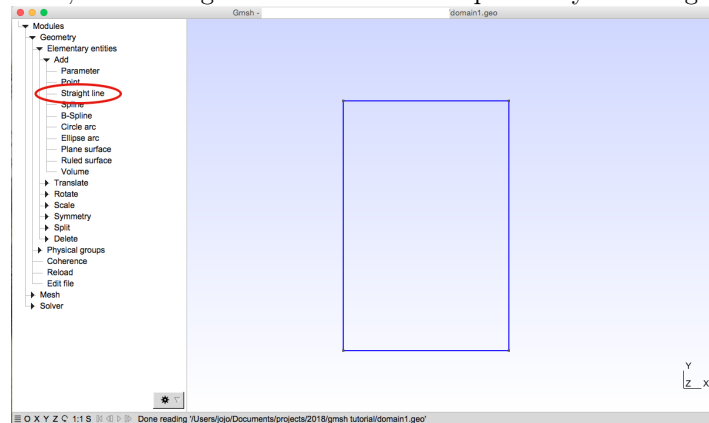 Gmsh - domain1.geo
Modules
Geometry
Elementary entities
Add
Parameter
Point
Straight line
Spline
B-Spline
Circle arc
Ellipse arc
Plane surface
Ruled surface
Volume
Translate
Rotate
Scale
Symmetry
Split
Delete
Physical groups
Coherence
Reload
Edit file
Mesh
Solver
Y
Z X
O X Y Z 1:1 S Done reading '/Users/jojo/Documents/projects/2018/gmsh tutorial/domain1.geo'